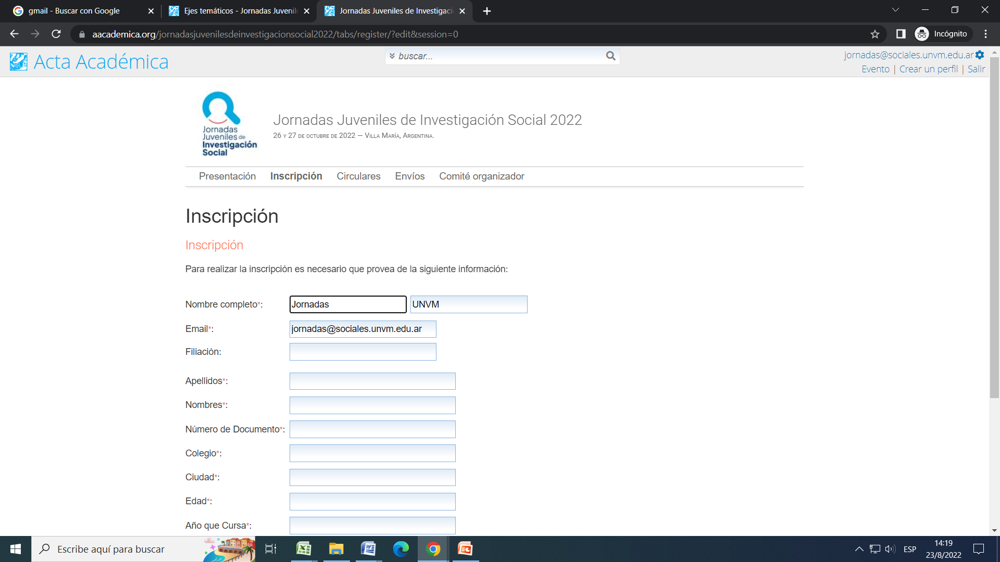 gmail - Buscar con Google
Ejes temáticos - Jornadas Juvenil
Jornadas Juveniles de Investigaci
aacademica.org/jornadasjuvenilesdeinvestigacionsocial2022/tabs/register/?edit&session=0
Incógnito
Acta Académica
buscar...
jornadas@sociales.unvm.edu.ar
Evento | Crear un perfil | Salir
Jornadas
Juveniles de
Investigación
Social
Jornadas Juveniles de Investigación Social 2022
26 y 27 de octubre de 2022 — Villa María, Argentina.
Presentación Inscripción Circulares Envíos Comité organizador
Inscripción
Inscripción
Para realizar la inscripción es necesario que provea de la siguiente información:
Nombre completo*: Jornadas UNVM
Email*: jornadas@sociales.unvm.edu.ar
Filiación:
Apellidos*:
Nombres*:
Número de Documento*:
Colegio*:
Ciudad*:
Edad*:
Año que Cursa*:
Escribe aquí para buscar
ESP
14:19
23/8/2022